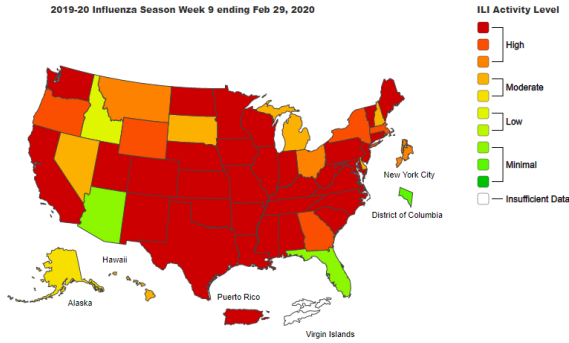 2019-20 Influenza Season Week 9 ending Feb 29, 2020
ILI Activity Level
High
Moderate
Low
Minimal
Insufficient Data
New York City
District of Columbia
Hawaii
Alaska
Puerto Rico
Virgin Islands